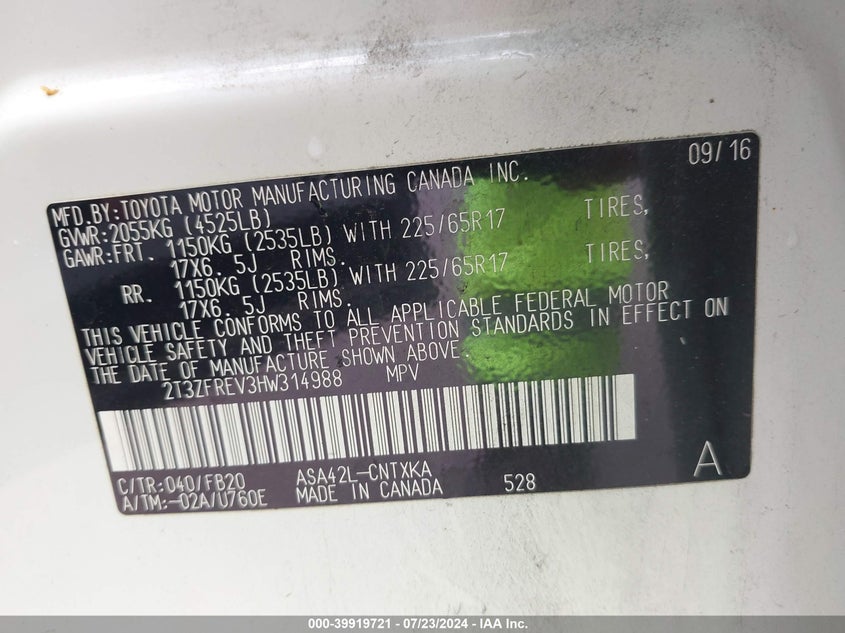 09/16
MFD.BY:TOYOTA MOTOR MANUFACTURING CANADA INC.
GVWR:2055KG (4525LB)
GAWR:FRT. 1150KG (2535LB) WITH 225/65R17 TIRES,
17X6. 5J RIMS.
RR. 1150KG (2535LB) WITH 225/65R17 TIRES,
17X6. 5J RIMS.
THIS VEHICLE CONFORMS TO ALL APPLICABLE FEDERAL MOTOR
VEHICLE SAFETY AND THEFT PREVENTION STANDARDS IN EFFECT ON
THE DATE OF MANUFACTURE SHOWN ABOVE.
2T3ZFREV3HW314988 MPV
C/TR:040/FB20 ASA42L-CNTXKA
A/TM:-02A/U760E MADE IN CANADA 528 A
000-39919721 - 07/23/2024 - IAA Inc.